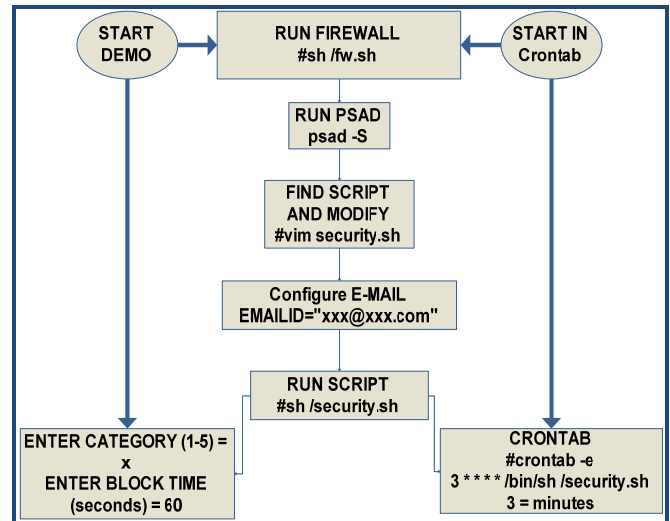 START
DEMO
RUN FIREWALL
#sh /fw.sh
START IN
Crontab
RUN PSAD
psad -S
FIND SCRIPT
AND MODIFY
#vim security.sh
Configure E-MAIL
EMAILID="xxx@xxx.com"
RUN SCRIPT
#sh /security.sh
ENTER CATEGORY (1-5) =
x
ENTER BLOCK TIME
(seconds) = 60
CRONTAB
#crontab -e
3 * * * * /bin/sh /security.sh
3 = minutes